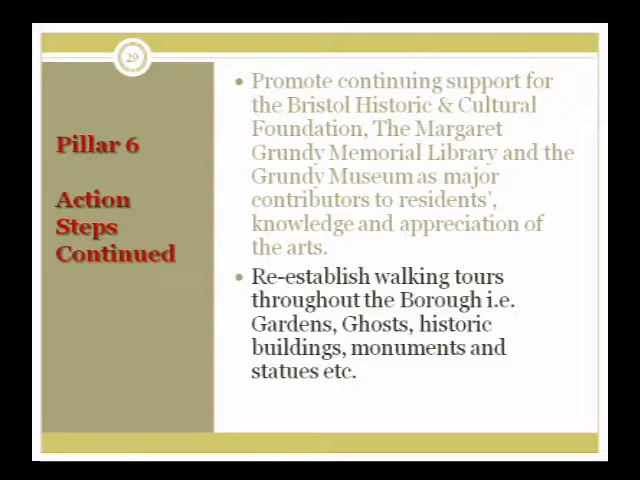 29
Pillar 6
Action
Steps
Continued
Promote continuing support for
the Bristol Historic & Cultural
Foundation, The Margaret
Grundy Memorial Library and the
Grundy Museum as major
contributors to residents’,
knowledge and appreciation of
the arts.
Re-establish walking tours
throughout the Borough i.e.
Gardens, Ghosts, historic
buildings, monuments and
statues etc.